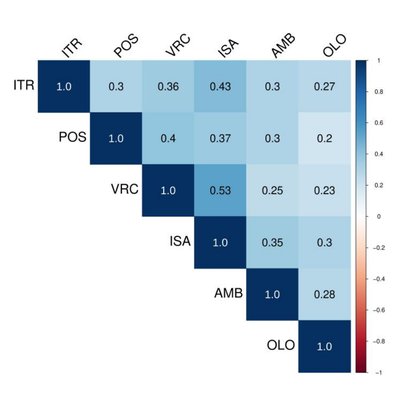 ITR POS VRC ISA AMB OLO
ITR 1.0 0.3 0.36 0.43 0.3 0.27
POS 1.0 0.4 0.37 0.3 0.2
VRC 1.0 0.53 0.25 0.23
ISA 1.0 0.35 0.3
AMB 1.0 0.28
OLO 1.0
1
0.8
0.6
0.4
0.2
0
−0.2
−0.4
−0.6
−0.8
−1